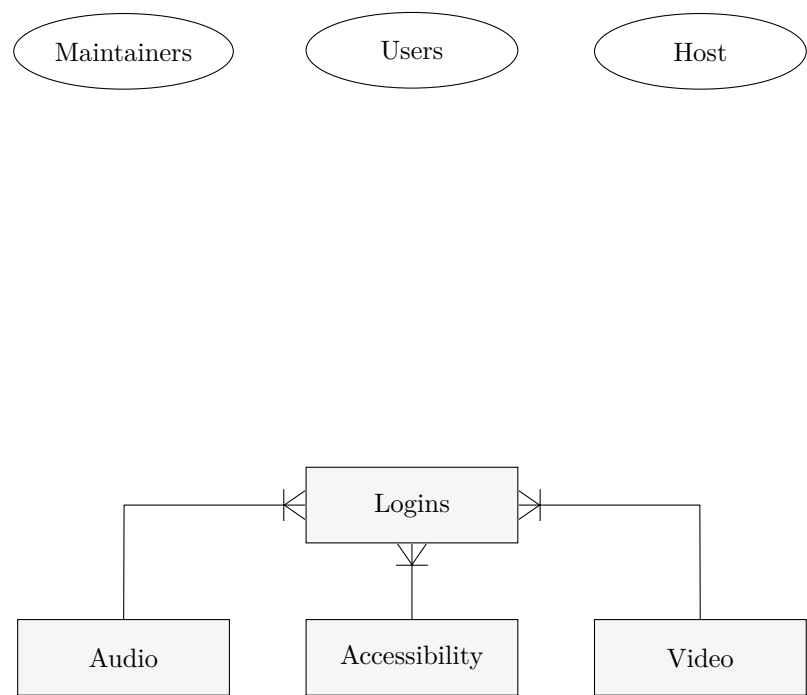 Maintainers
Users
Host
Logins
Audio
Accessibility
Video